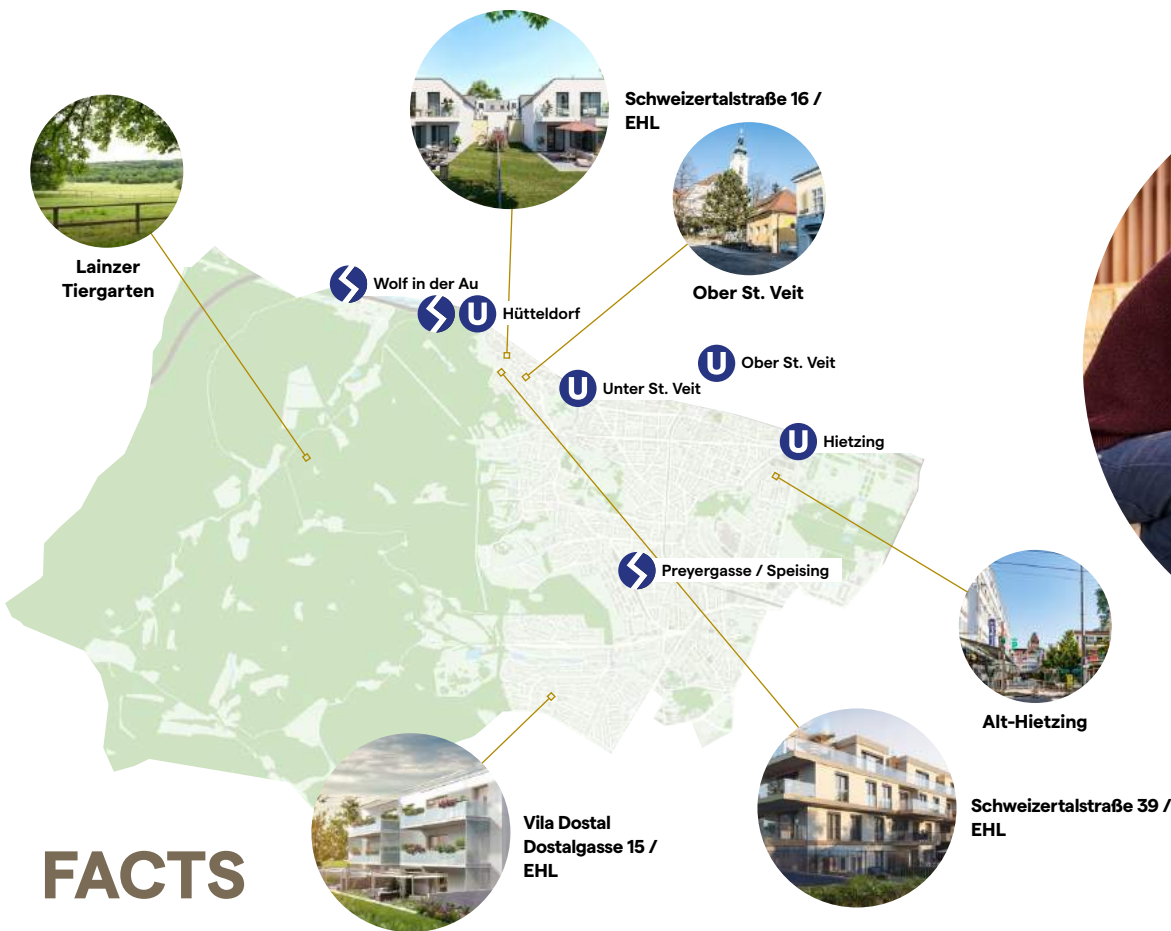 Schweizertalstraße 16 /
EHL
Lainzer
Tiergarten
Ober St. Veit
Wolf in der Au
U
Hütteldorf
U
Ober St. Veit
U
Unter St. Veit
U
Hietzing
Preyergasse / Speising
Alt-Hietzing
Schweizertalstraße 39 /
EHL
Vila Dostal
Dostalgasse 15 /
EHL
FACTS